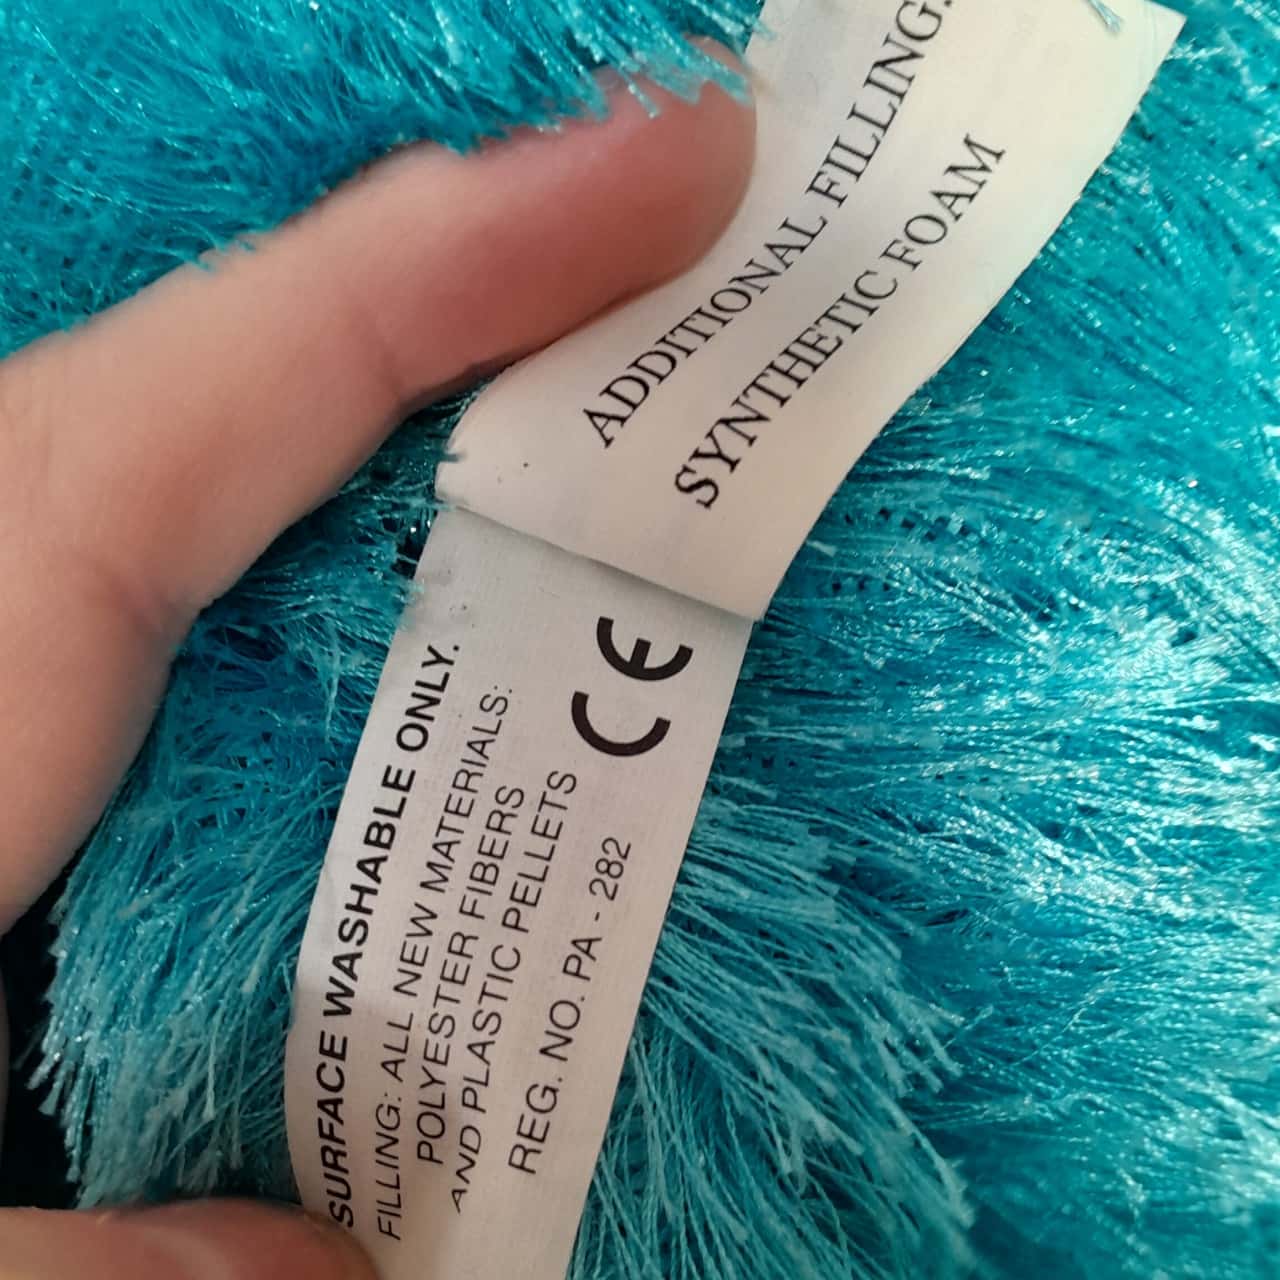 ADDITIONAL FILLING.
SYNTHETIC FOAM
SURFACE WASHABLE ONLY.
FILLING: ALL NEW MATERIALS:
POLYESTER FIBERS
AND PLASTIC PELLETS
REG. NO. PA - 282
CE